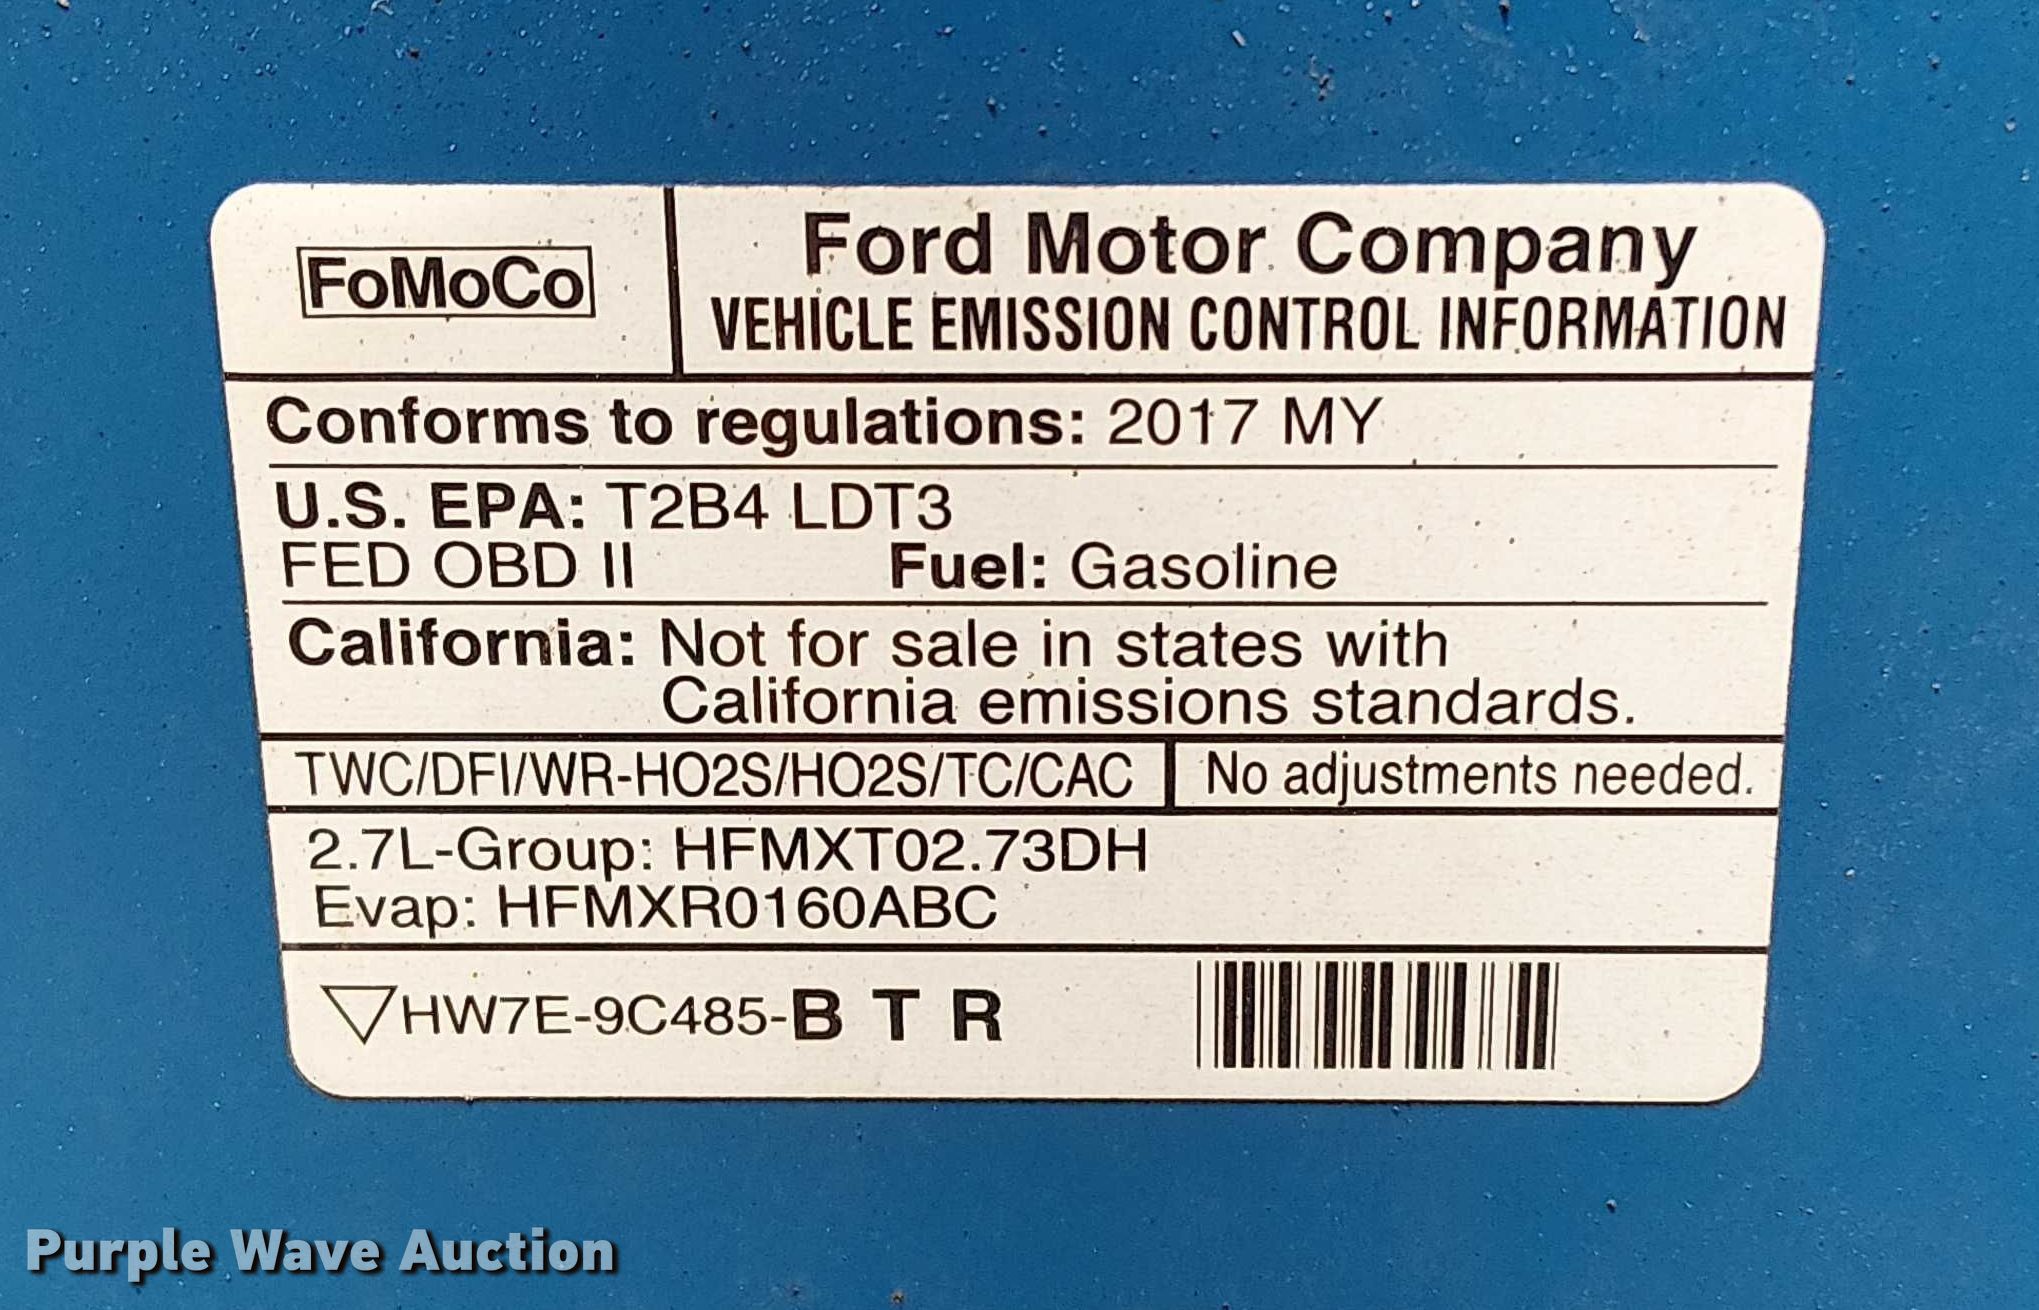 FoMoCo
Ford Motor Company
VEHICLE EMISSION CONTROL INFORMATION
Conforms to regulations: 2017 MY
U.S. EPA: T2B4 LDT3
FED OBD II Fuel: Gasoline
California: Not for sale in states with
California emissions standards.
TWC/DFI/WR-HO2S/HO2S/TC/CAC No adjustments needed.
2.7L-Group: HFMXT02.73DH
Evap: HFMXR0160ABC
▽HW7E-9C485-B T R
Purple Wave Auction